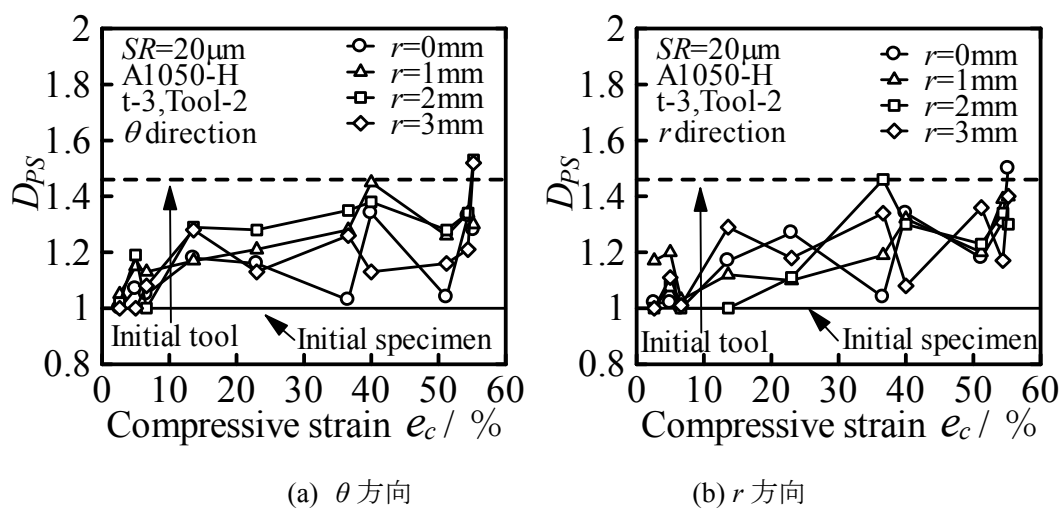 2
1.8
1.6
1.4
1.2
1
0.8
D_PS
SR=20μm
A1050-H
t-3,Tool-2
θ direction
r=0mm
r=1mm
r=2mm
r=3mm
Initial tool
Initial specimen
0 10 20 30 40 50 60
Compressive strain e_c / %
(a) θ 方向
2
1.8
1.6
1.4
1.2
1
0.8
D_PS
SR=20μm
A1050-H
t-3,Tool-2
r direction
r=0mm
r=1mm
r=2mm
r=3mm
Initial tool
Initial specimen
0 10 20 30 40 50 60
Compressive strain e_c / %
(b) r 方向